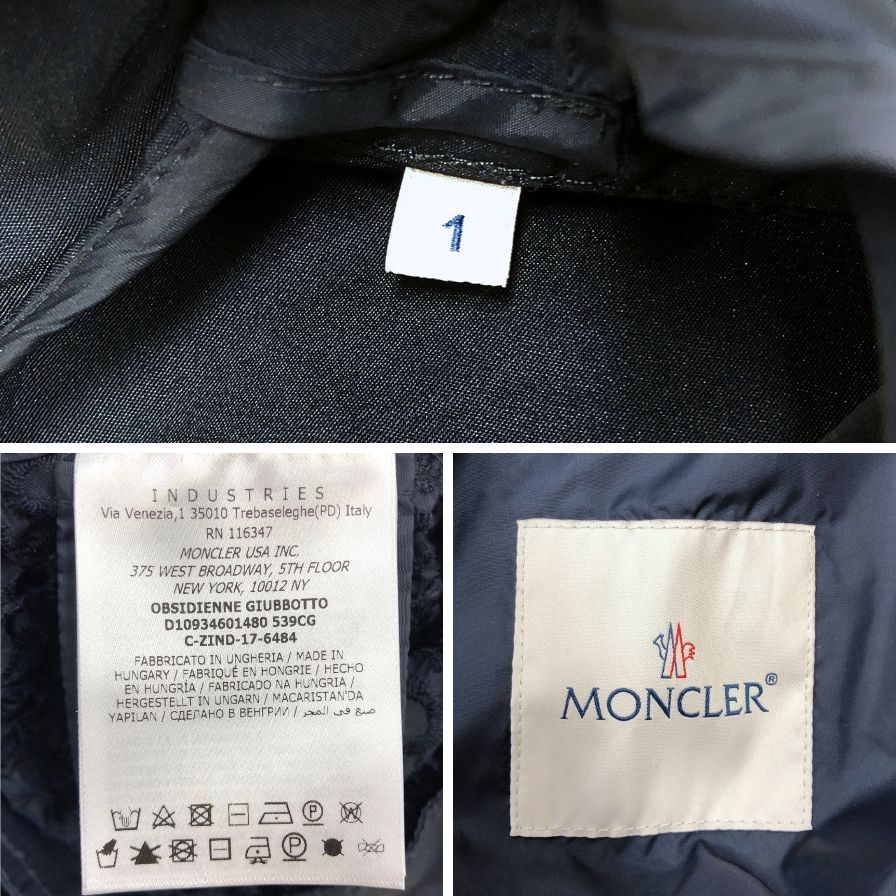 1
INDUSTRIES
Via Venezia,1 35010 Trebaseleghe(PD) Italy
RN 116347
MONCLER USA INC.
375 WEST BROADWAY, 5TH FLOOR
NEW YORK, 10012 NY
OBSIDIENNE GIUBBOTTO
D10934601480 539CG
C-ZIND-17-6484
FABBRICATO IN UNGHERIA / MADE IN
HUNGARY / FABRIQUÉ EN HONGRIE / HECHO
EN HUNGRÍA / FABRICADO NA HUNGRIA /
HERGESTELLT IN UNGARN / MACARISTAN'DA
YAPILAN / СДЕЛАНО В ВЕНГРИИ / صنع في المجر
P
W
P
MONCLER®